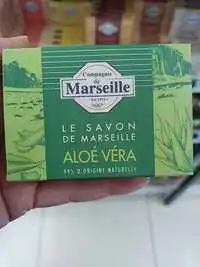 Compagnie
de
Marseille
LE SAVON
DE MARSEILLE
ALOÉ VÉRA
99% D'ORIGINE NATURELLE